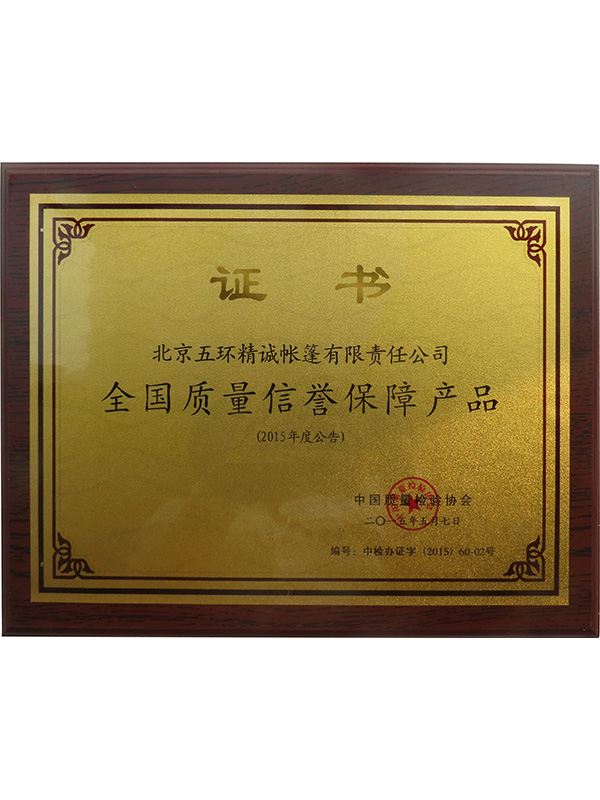 证 书
北京五环精诚帐篷有限责任公司
全国质量信誉保障产品
(2015年度公告)
中国质量检验协会
二〇一五年五月七日
编号：中检办证字 (2015) 60-02号